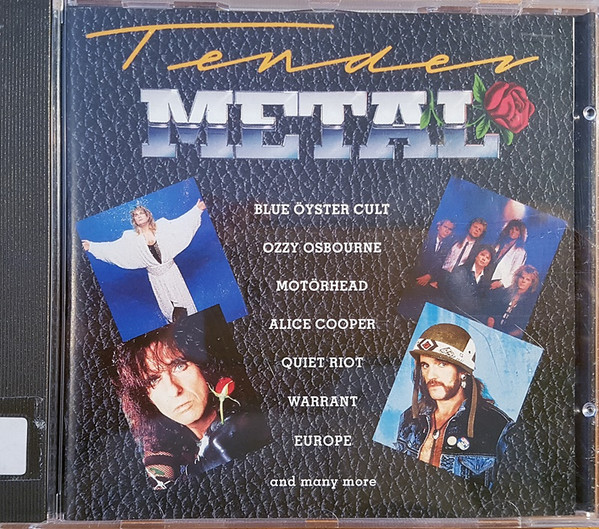 Tender
METAL
BLUE ÖYSTER CULT
OZZY OSBOURNE
MOTÖRHEAD
ALICE COOPER
QUIET RIOT
WARRANT
EUROPE
and many more